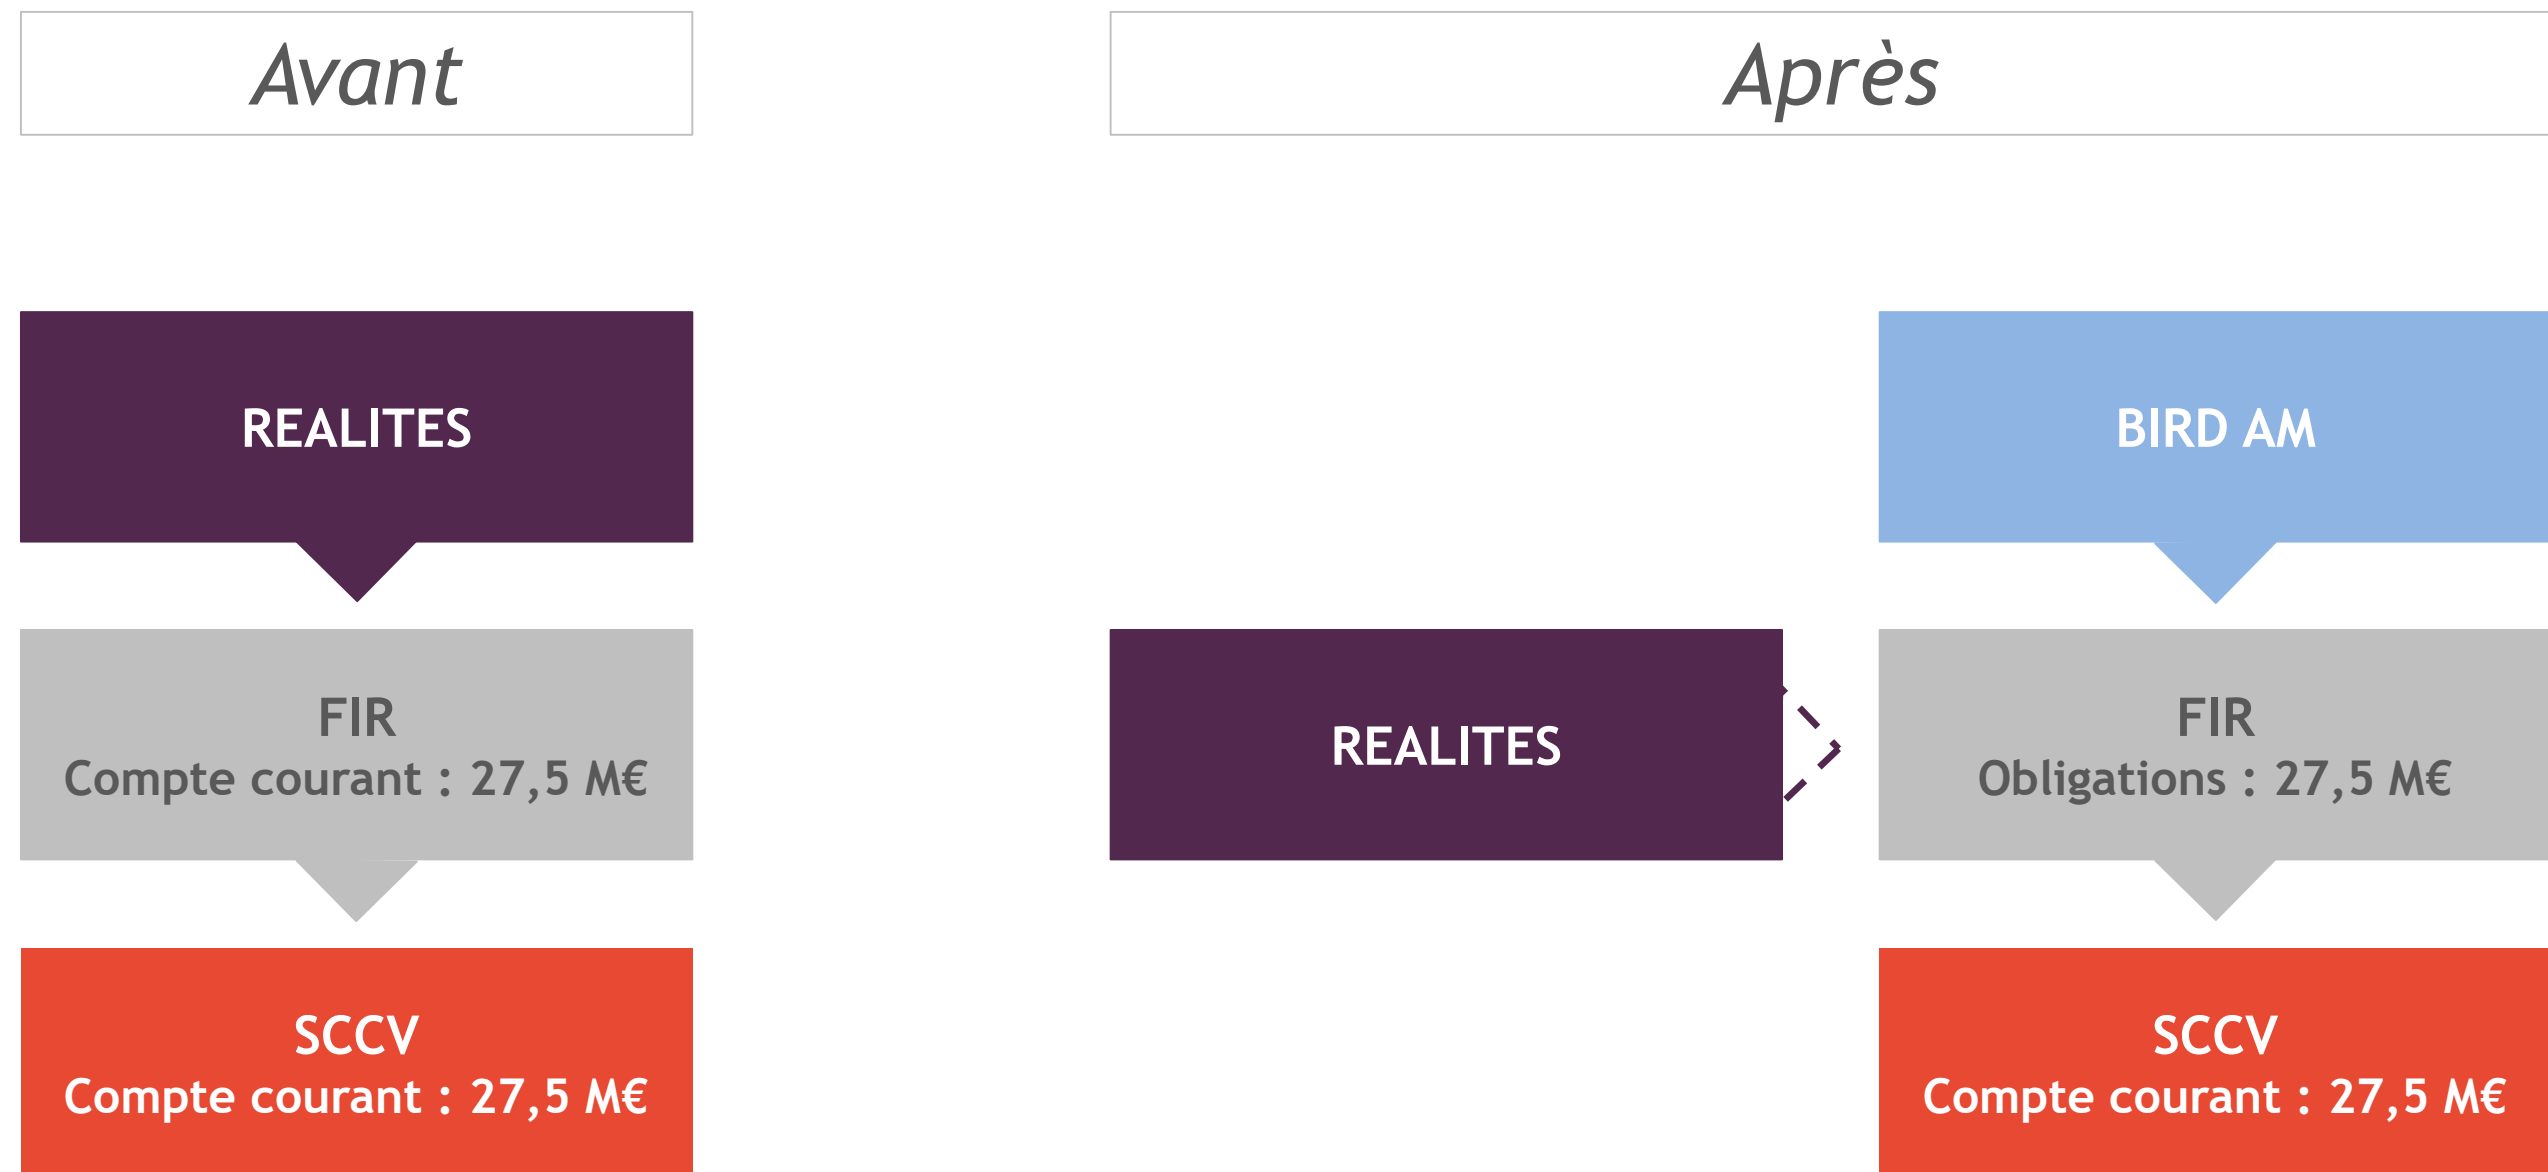 Avant
Après
REALITES
BIRD AM
FIR
Compte courant : 27,5 M€
REALITES
FIR
Obligations : 27,5 M€
SCCV
Compte courant : 27,5 M€
SCCV
Compte courant : 27,5 M€